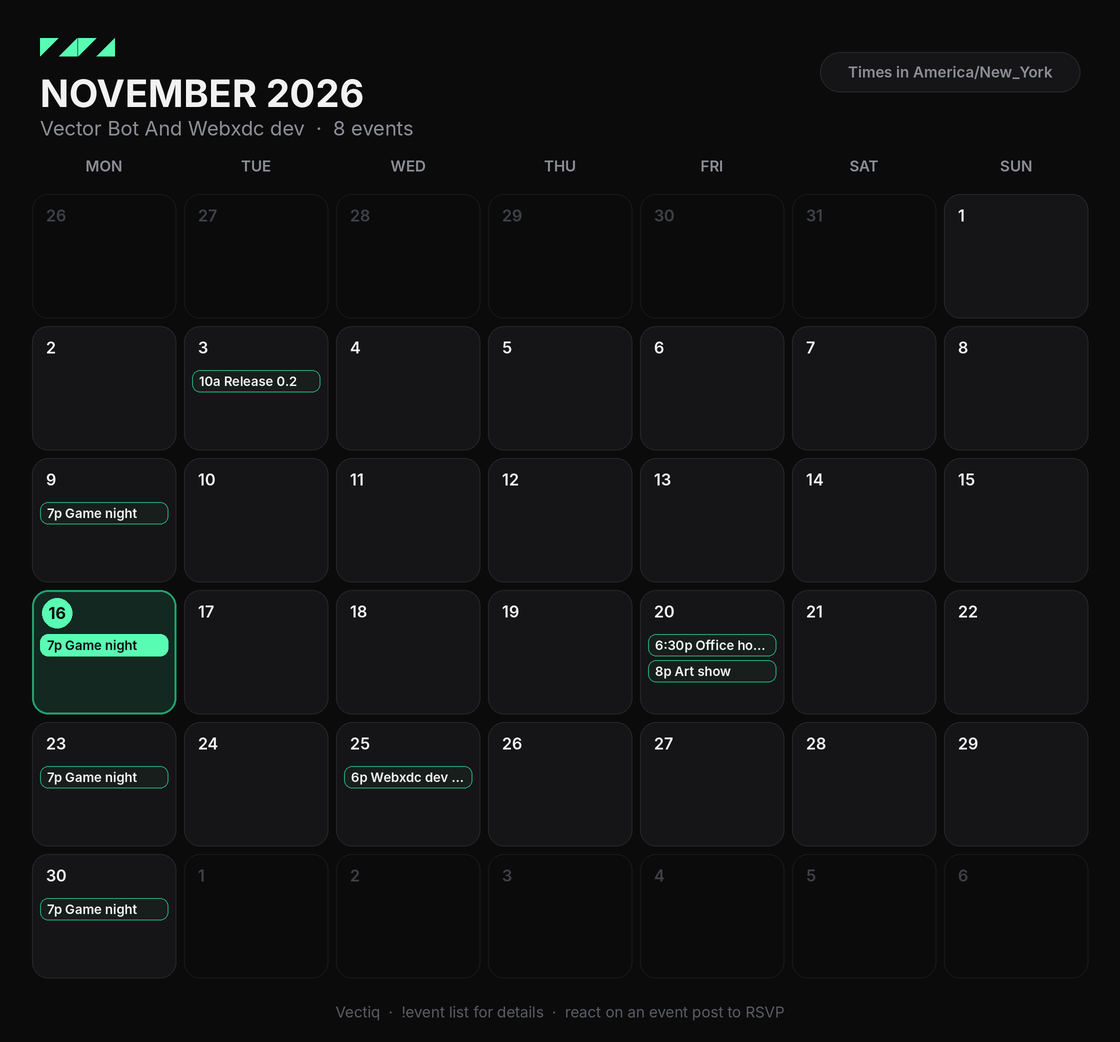 NOVEMBER 2026
Times in America/New_York
Vector Bot And Webxdc dev · 8 events
MON TUE WED THU FRI SAT SUN
26 27 28 29 30 31 1
2 3 4 5 6 7 8
10a Release 0.2
9 10 11 12 13 14 15
7p Game night
16 17 18 19 20 21 22
7p Game night 6:30p Office ho...
8p Art show
23 24 25 26 27 28 29
7p Game night 6p Webxdc dev ...
30 1 2 3 4 5 6
7p Game night
Vectiq · !event list for details · react on an event post to RSVP